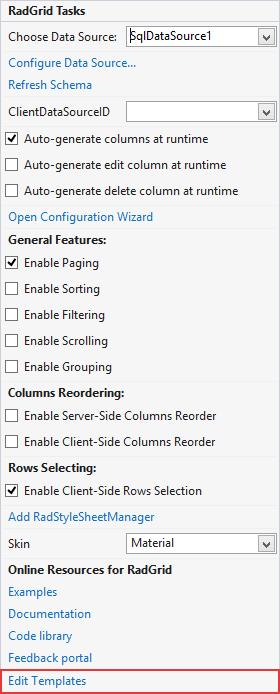 RadGrid Tasks
Choose Data Source: SqlDataSource1
Configure Data Source...
Refresh Schema
ClientDataSourceID
Auto-generate columns at runtime
Auto-generate edit column at runtime
Auto-generate delete column at runtime
Open Configuration Wizard
General Features:
Enable Paging
Enable Sorting
Enable Filtering
Enable Scrolling
Enable Grouping
Columns Reordering:
Enable Server-Side Columns Reorder
Enable Client-Side Columns Reorder
Rows Selecting:
Enable Client-Side Rows Selection
Add RadStyleSheetManager
Skin Material
Online Resources for RadGrid
Examples
Documentation
Code library
Feedback portal
Edit Templates